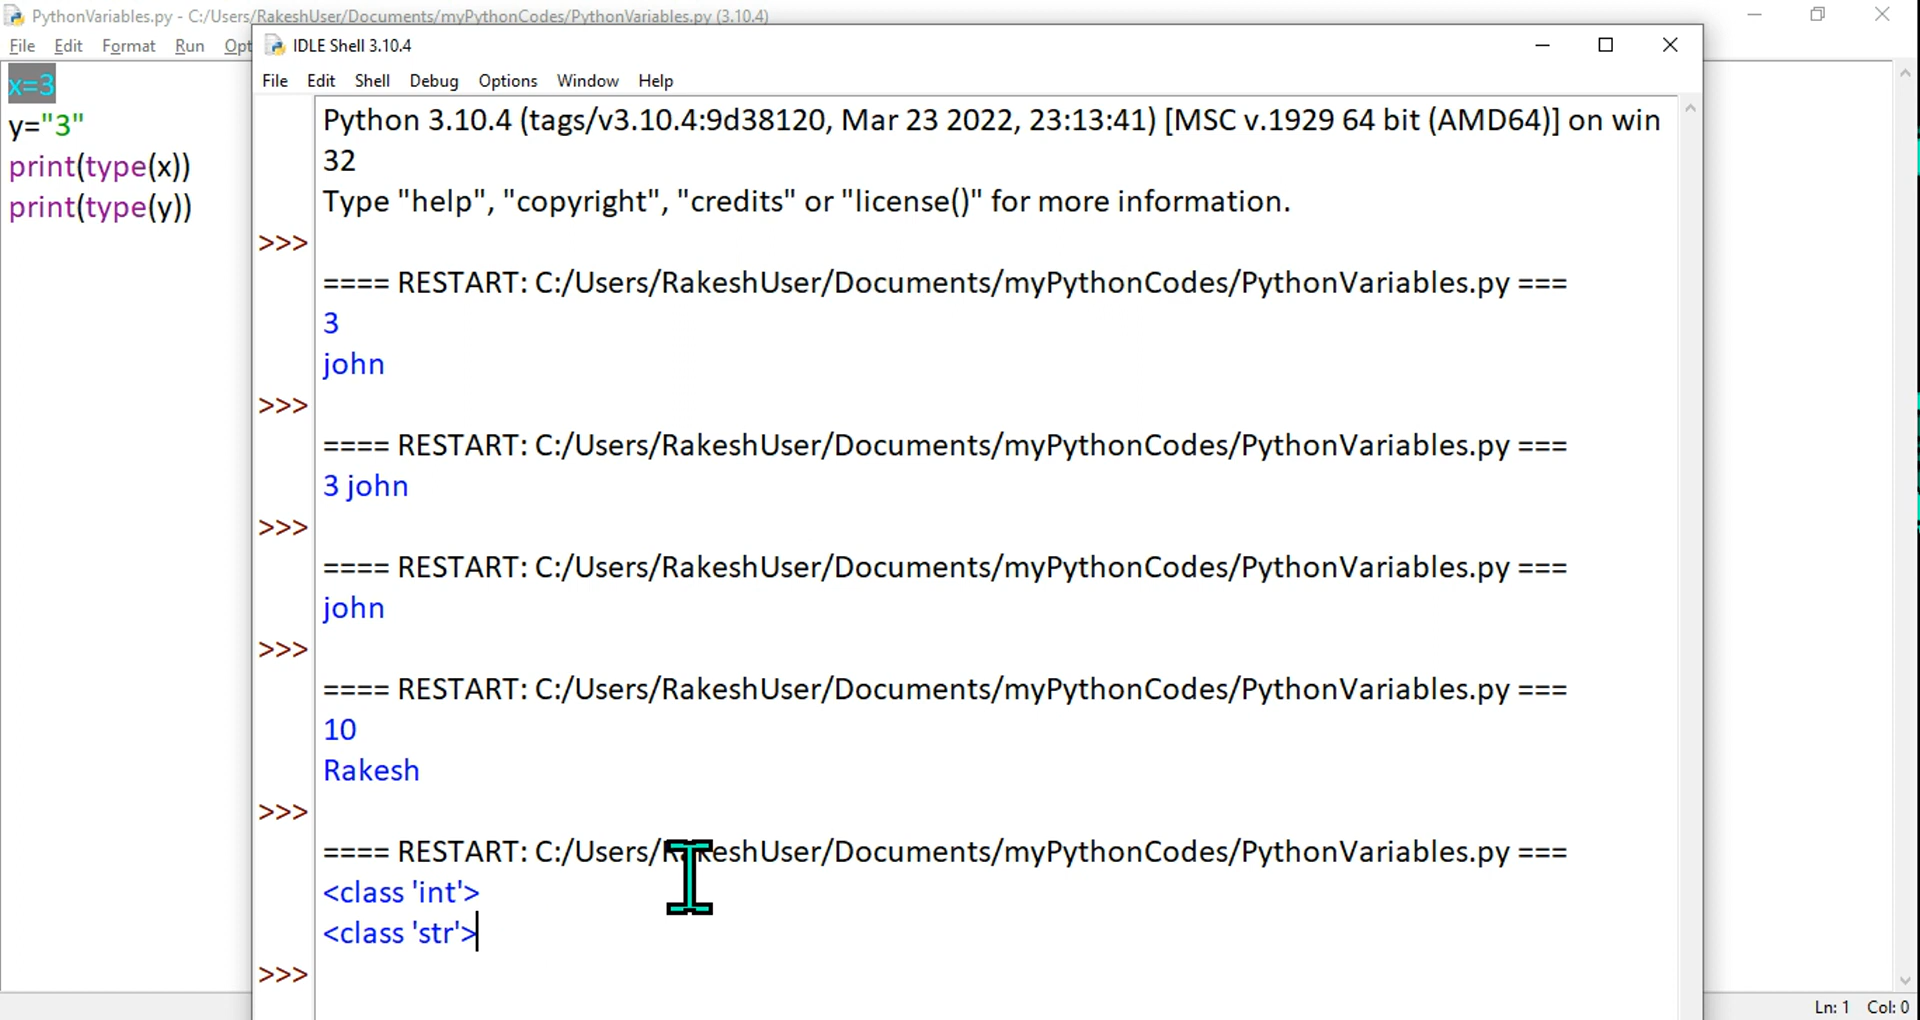 PythonVariables.py - C:/Users/RakeshUser/Documents/myPythonCodes/PythonVariables.py (3.10.4)
File Edit Format Run Opt
x=3
y="3"
print(type(x))
print(type(y))
IDLE Shell 3.10.4
File Edit Shell Debug Options Window Help
Python 3.10.4 (tags/v3.10.4:9d38120, Mar 23 2022, 23:13:41) [MSC v.1929 64 bit (AMD64)] on win
32
Type "help", "copyright", "credits" or "license()" for more information.
>>>
==== RESTART: C:/Users/RakeshUser/Documents/myPythonCodes/PythonVariables.py ===
3
john
>>>
==== RESTART: C:/Users/RakeshUser/Documents/myPythonCodes/PythonVariables.py ===
3 john
>>>
==== RESTART: C:/Users/RakeshUser/Documents/myPythonCodes/PythonVariables.py ===
john
>>>
==== RESTART: C:/Users/RakeshUser/Documents/myPythonCodes/PythonVariables.py ===
10
Rakesh
>>>
==== RESTART: C:/Users/RakeshUser/Documents/myPythonCodes/PythonVariables.py ===
<class 'int'>
<class 'str'>
>>>
Ln: 1 Col: 0